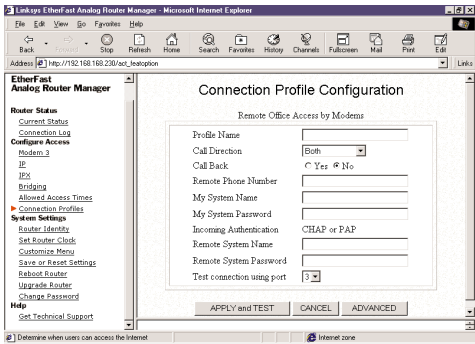 Linksys EtherFast Analog Router Manager - Microsoft Internet Explorer
File Edit View Go Favorites Help
Back Forward Stop Refresh Home Search Favorites History Channels Fullscreen Mail Print Edit
Address http://192.168.168.230/act_featoption Links
EtherFast
Analog Router Manager
Router Status
Current Status
Connection Log
Configure Access
Modem 3
IP
IPX
Bridging
Allowed Access Times
Connection Profiles
System Settings
Router Identity
Set Router Clock
Customize Menu
Save or Reset Settings
Reboot Router
Upgrade Router
Change Password
Help
Get Technical Support
Connection Profile Configuration
Remote Office Access by Modems
Profile Name
Call Direction Both
Call Back Yes No
Remote Phone Number
My System Name
My System Password
Incoming Authentication CHAP or PAP
Remote System Name
Remote System Password
Test connection using port 3
APPLY and TEST CANCEL ADVANCED
Determine when users can access the Internet Internet zone